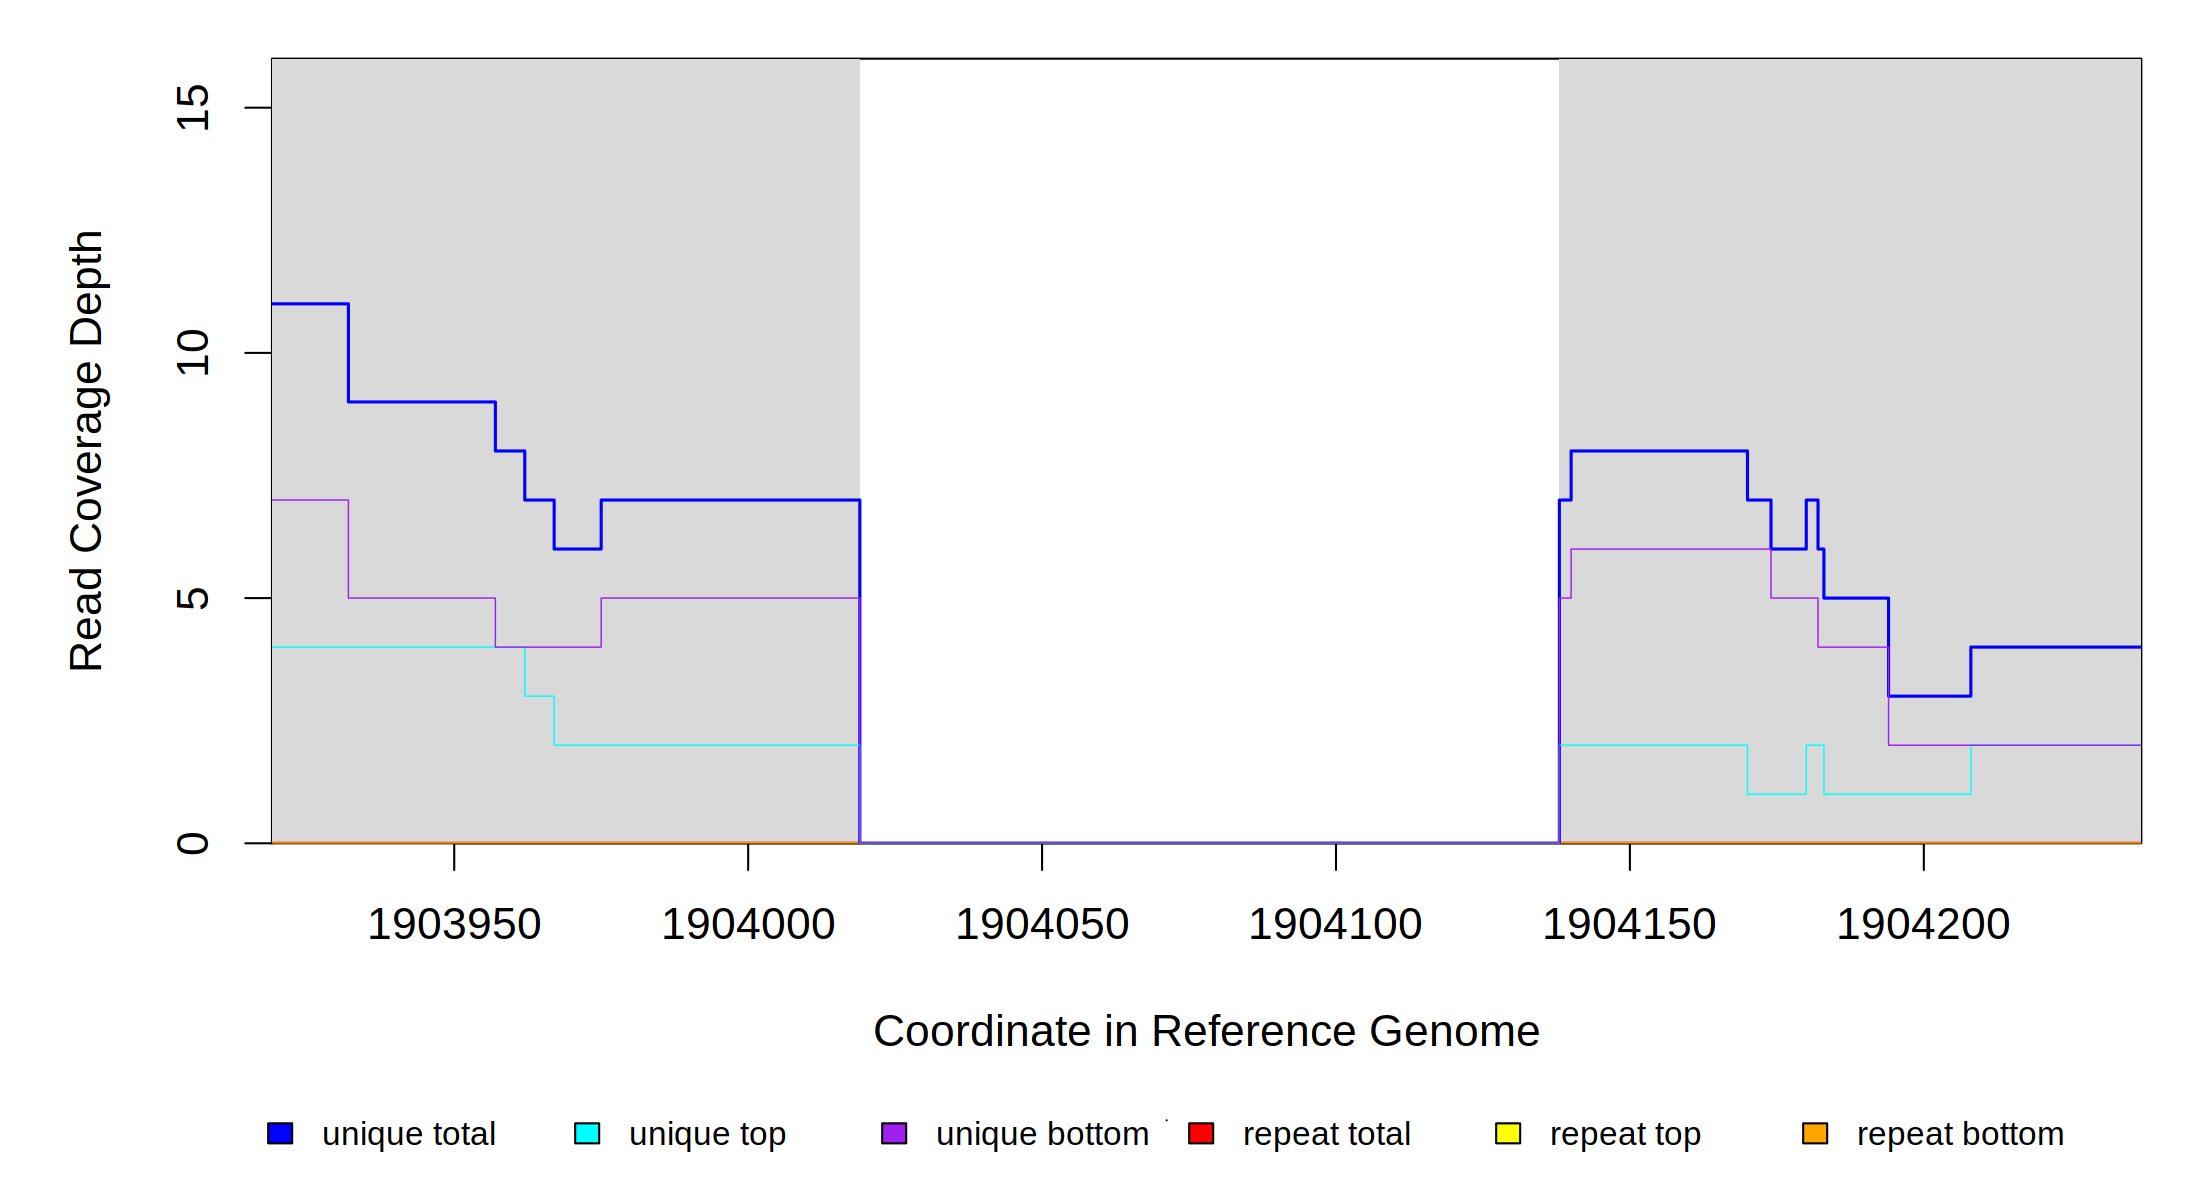 15
10
5
0
Read Coverage Depth
1903950 1904000 1904050 1904100 1904150 1904200
Coordinate in Reference Genome
unique total unique top unique bottom repeat total repeat top repeat bottom